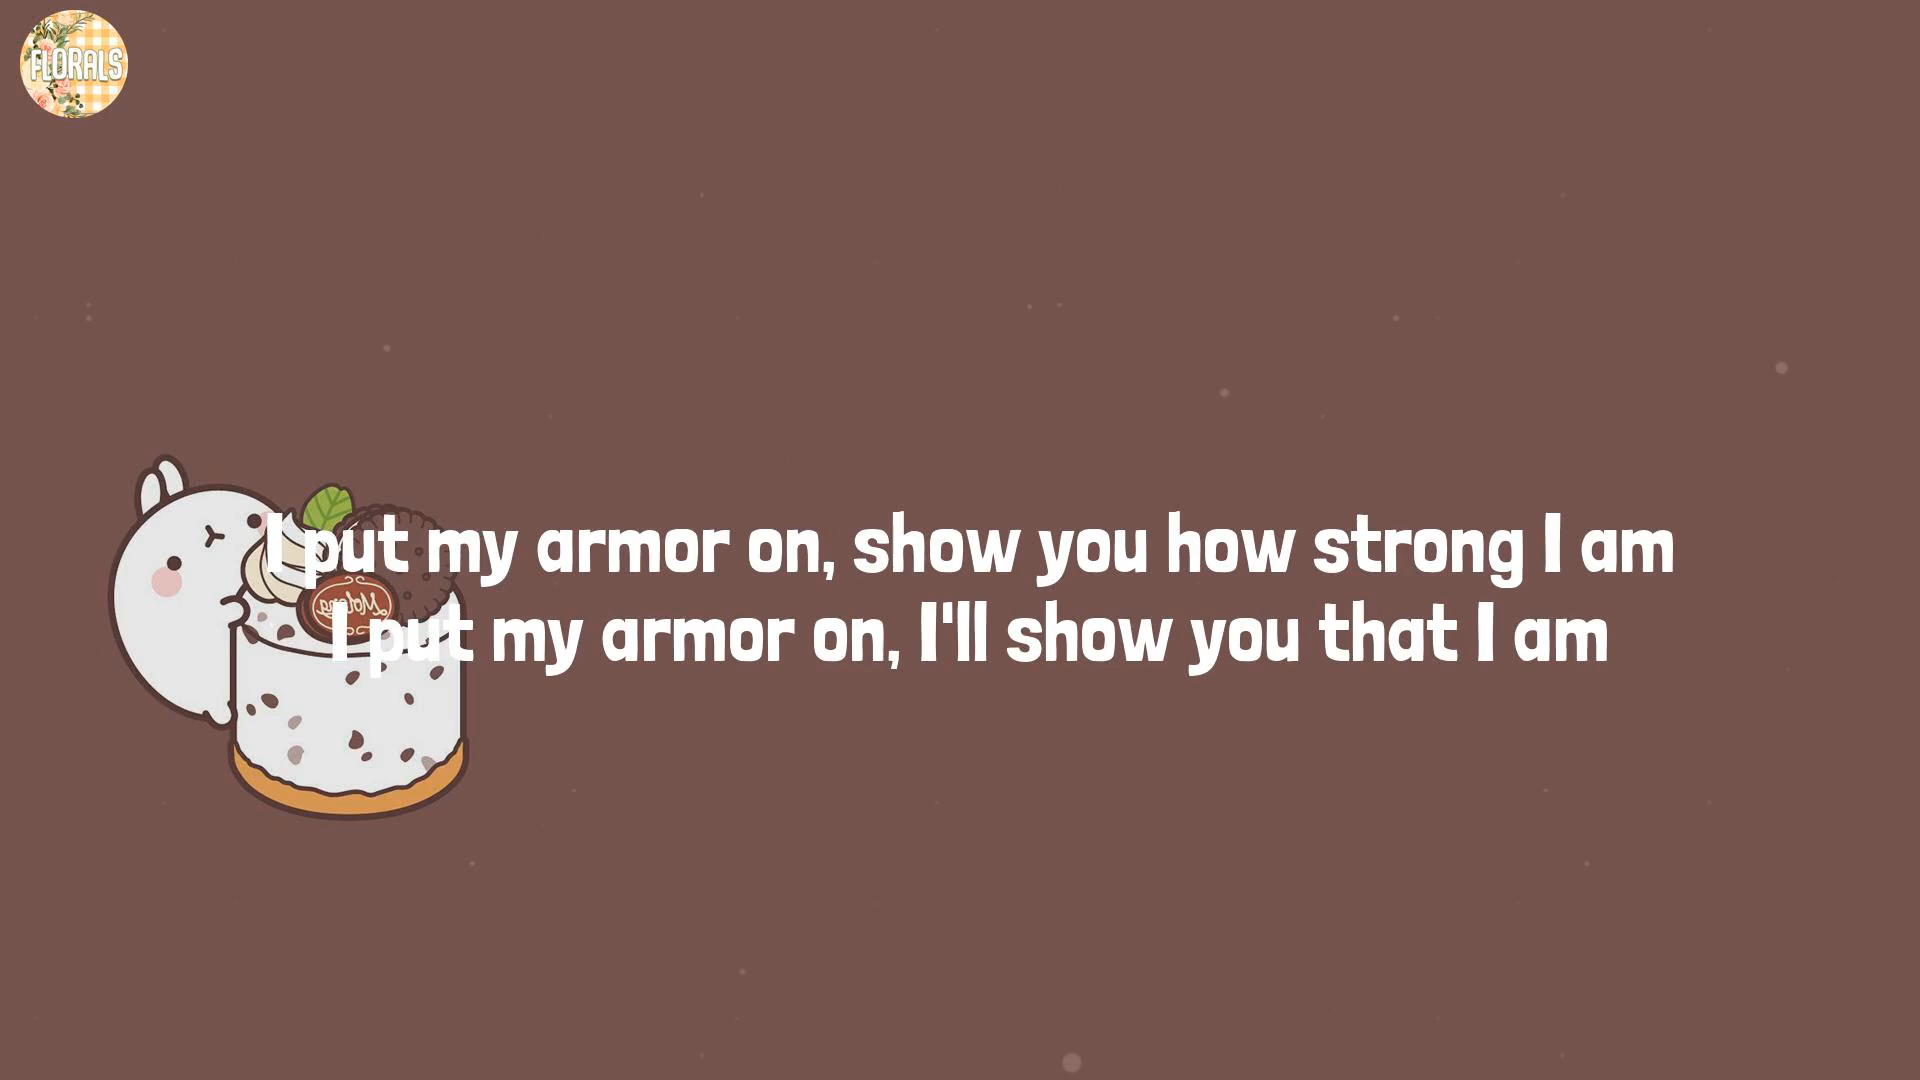 FLORALS
I put my armor on, show you how strong I am
Molang
I put my armor on, I'll show you that I am